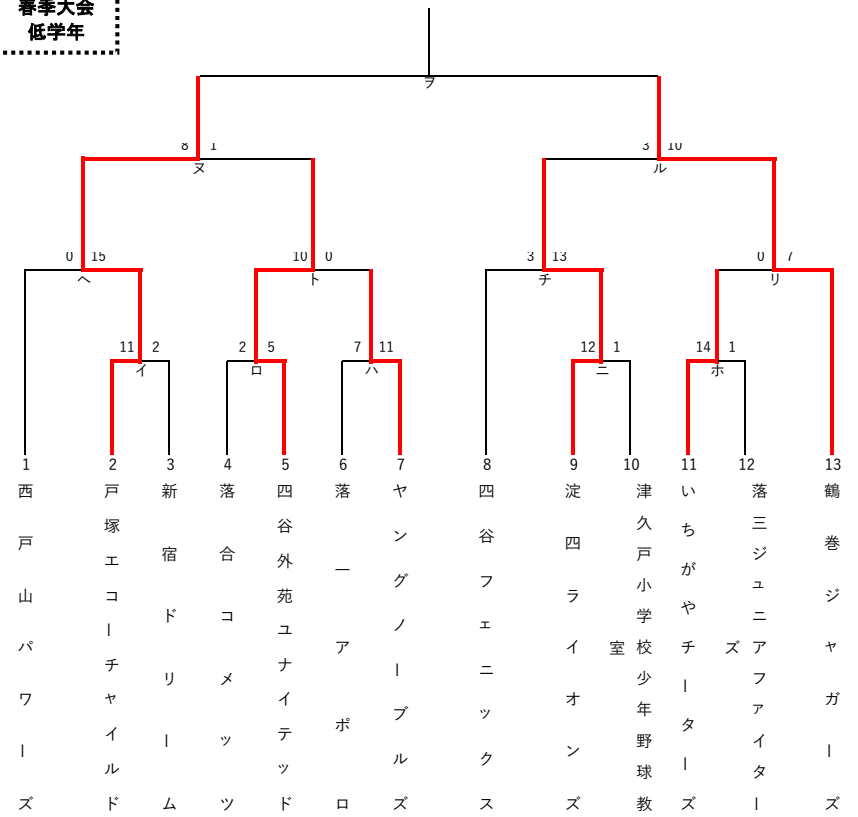 春季大会
低学年
ヲ
8 1
ヌ
3 10
ル
0 15
ヘ
10 0
ト
3 13
チ
0 7
リ
11 2
イ
2 5
ロ
7 11
ハ
12 1
ニ
14 1
ホ
1 2 3 4 5 6 7 8 9 10 11 12 13
西戸山パワーズ
戸塚エコーチャイルド
新宿ドリーム
落合コメッツ
四谷外苑ユナイテッド
落一アポロ
ヤングノーブルズ
四谷フェニックス
淀四ライオンズ
津久戸小学校少年野球教
室
いちがやチーターズ
落三ジュニアファイター
ズ
鶴巻ジャガーズ